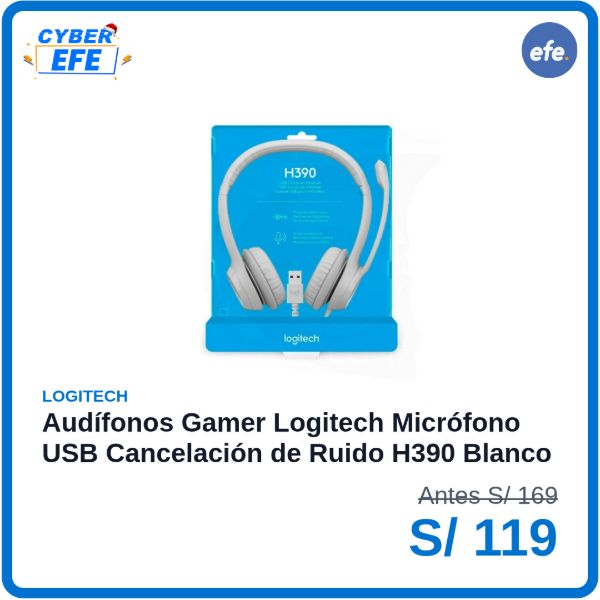 CYBER
EFE
efe.
H390
logitech
LOGITECH
Audífonos Gamer Logitech Micrófono
USB Cancelación de Ruido H390 Blanco
Antes S/ 169
S/ 119